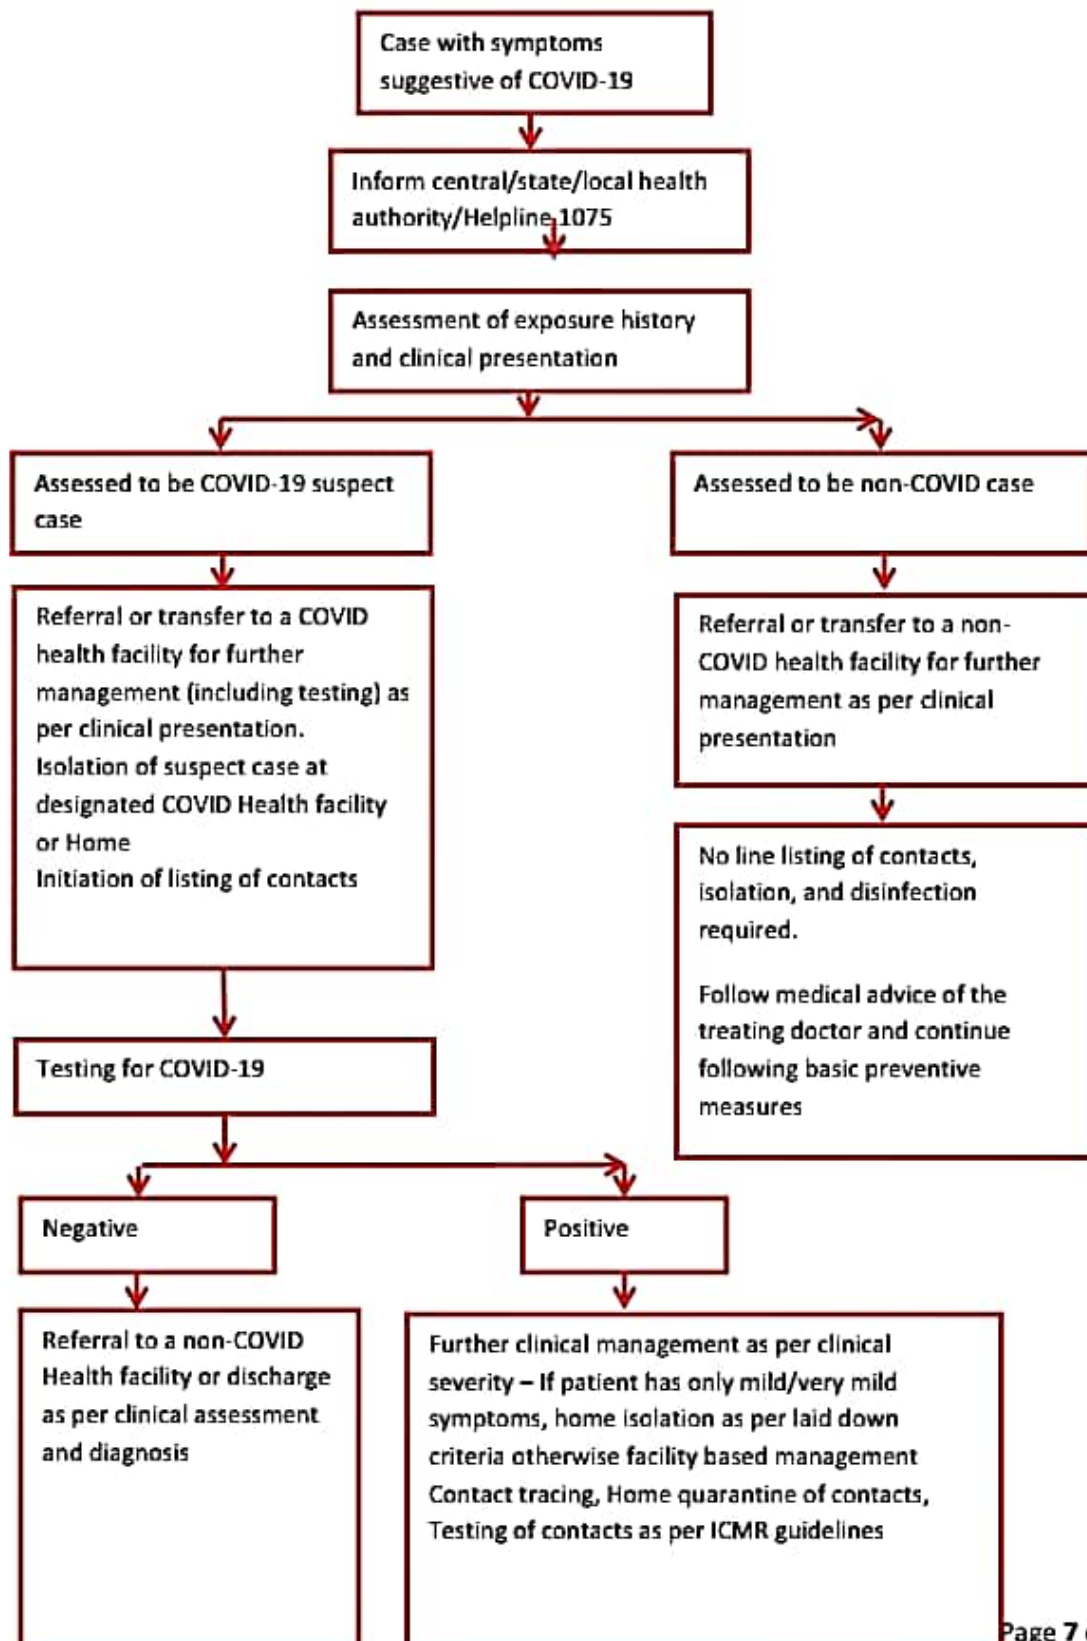 Case with symptoms
suggestive of COVID-19
Inform central/state/local health
authority/Helpline 1075
Assessment of exposure history
and clinical presentation
Assessed to be COVID-19 suspect
case
Assessed to be non-COVID case
Referral or transfer to a COVID
health facility for further
management (including testing) as
per clinical presentation.
Isolation of suspect case at
designated COVID Health facility
or Home
Initiation of listing of contacts
Referral or transfer to a non-
COVID health facility for further
management as per clinical
presentation
No line listing of contacts,
isolation, and disinfection
required.
Follow medical advice of the
treating doctor and continue
following basic preventive
measures
Testing for COVID-19
Negative
Positive
Referral to a non-COVID
Health facility or discharge
as per clinical assessment
and diagnosis
Further clinical management as per clinical
severity – If patient has only mild/very mild
symptoms, home isolation as per laid down
criteria otherwise facility based management
Contact tracing, Home quarantine of contacts,
Testing of contacts as per ICMR guidelines
Page 7